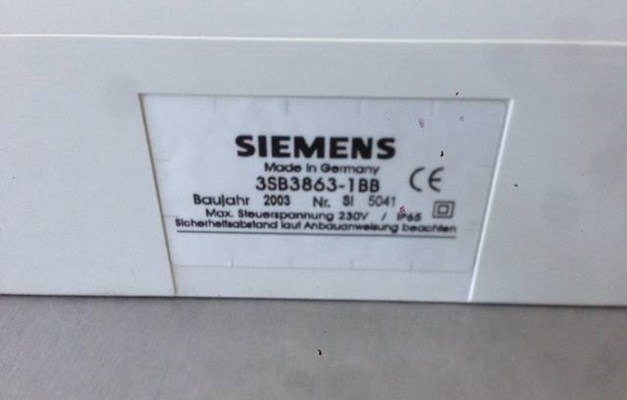 SIEMENS
Made in Germany
3SB3863-1BB CE
Baujahr 2003 Nr. SI 5041
Max. Steuerspannung 230V / IP65
Sicherheitsabstand laut Anbauanweisung beachten